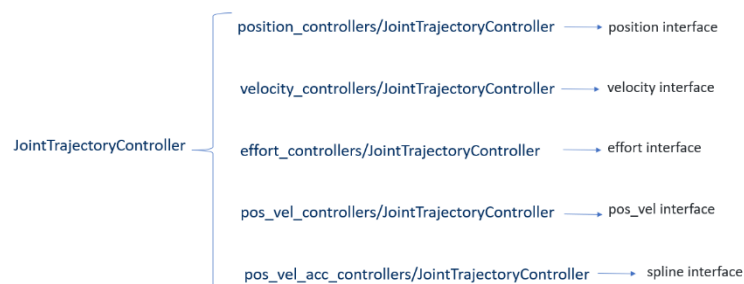 position_controllers/JointTrajectoryController position interface
velocity_controllers/JointTrajectoryController velocity interface
JointTrajectoryController
effort_controllers/JointTrajectoryController effort interface
pos_vel_controllers/JointTrajectoryController pos_vel interface
pos_vel_acc_controllers/JointTrajectoryController spline interface